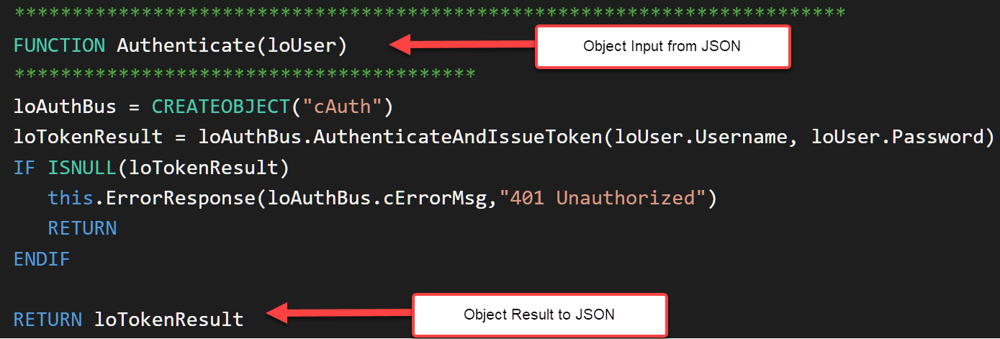 ************************************************************************
FUNCTION Authenticate(loUser)
Object Input from JSON
****************************************
loAuthBus = CREATEOBJECT("cAuth")
loTokenResult = loAuthBus.AuthenticateAndIssueToken(loUser.Username, loUser.Password)
IF ISNULL(loTokenResult)
   this.ErrorResponse(loAuthBus.cErrorMsg,"401 Unauthorized")
   RETURN
ENDIF
RETURN loTokenResult
Object Result to JSON